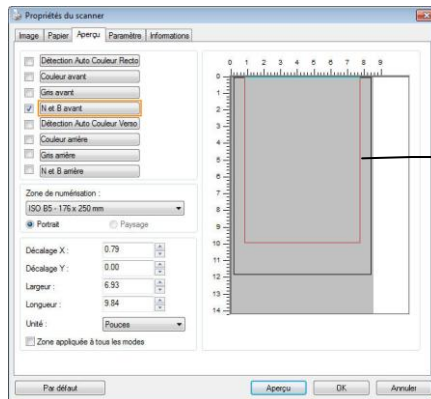 Propriétés du scanner
Image Papier Aperçu Paramètre Informations
Détection Auto Couleur Recto
Couleur avant
Gris avant
N et B avant
Détection Auto Couleur Verso
Couleur arrière
Gris arrière
N et B arrière
Zone de numérisation :
ISO B5 - 176 x 250 mm
Portrait Paysage
Décalage X : 0.79
Décalage Y : 0.00
Largeur : 6.93
Longueur : 9.84
Unité : Pouces
Zone appliquée à tous les modes
0 1 2 3 4 5 6 7 8 9
0
1
2
3
4
5
6
7
8
9
10
11
12
13
14
Par défaut Aperçu OK Annuler